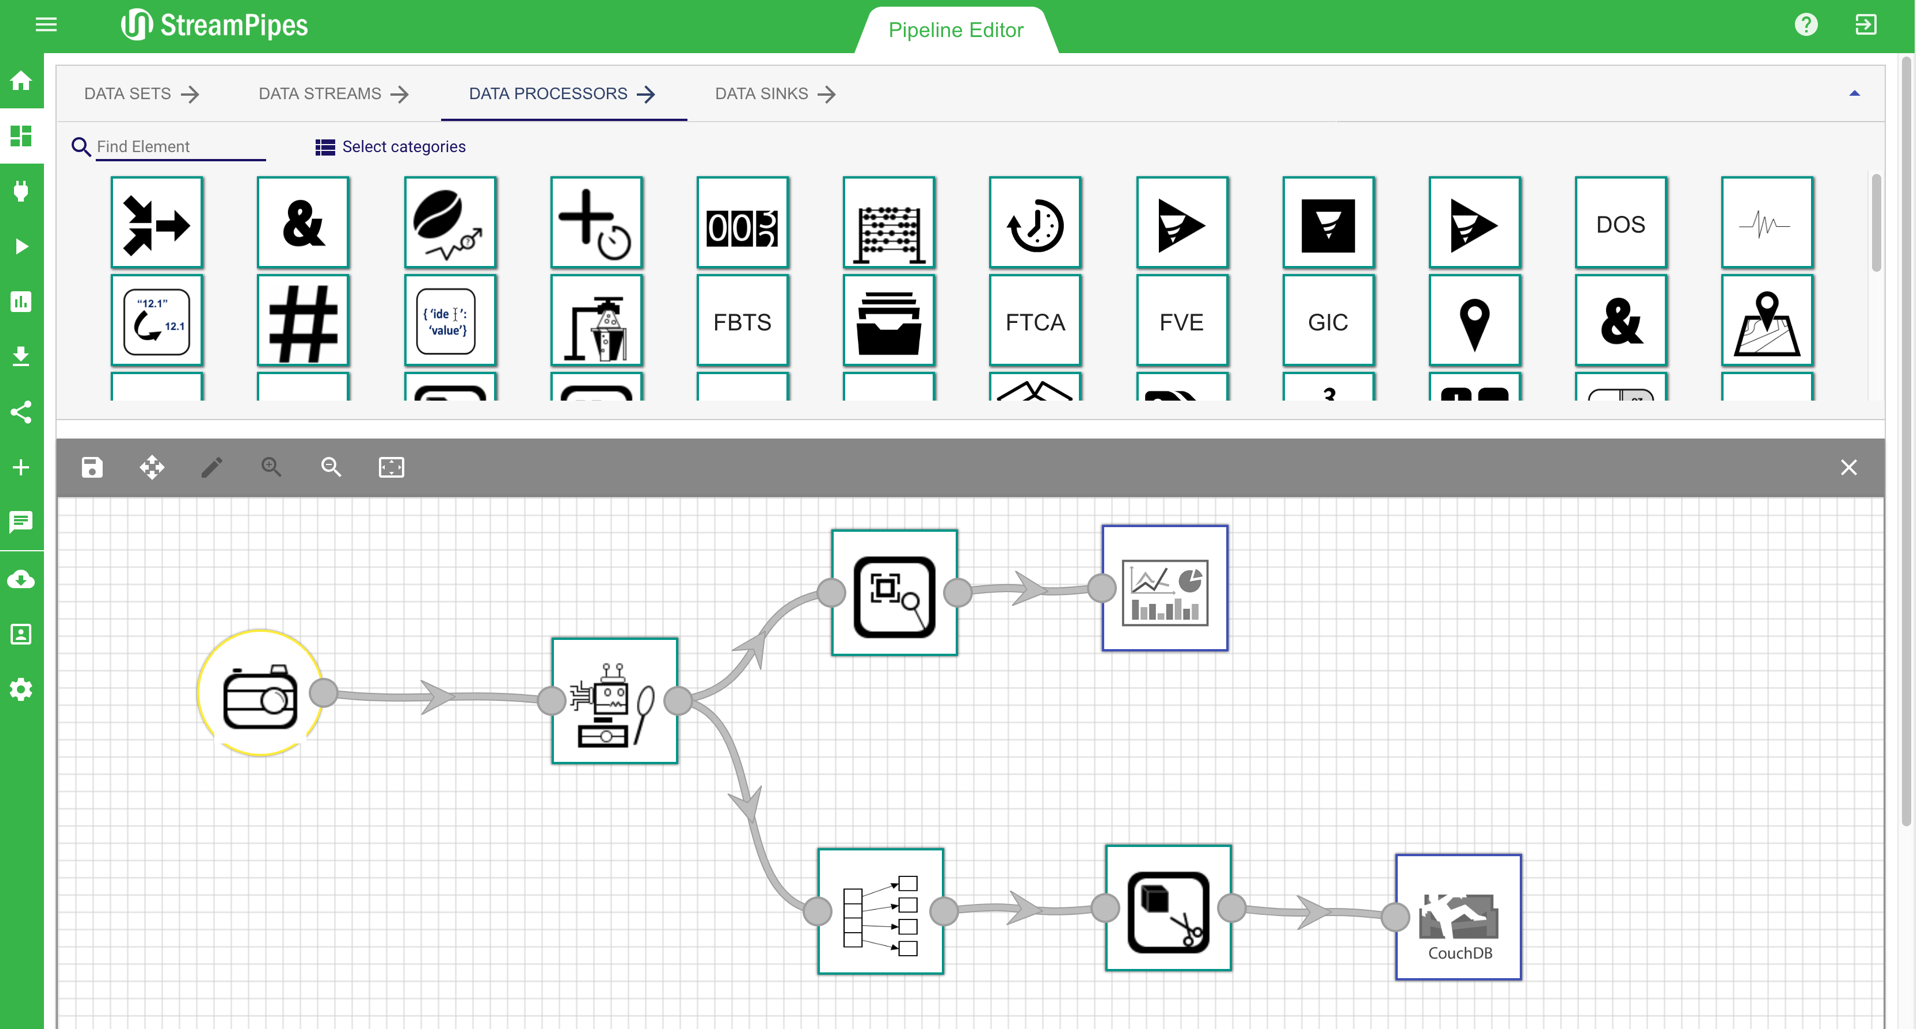 StreamPipes
Pipeline Editor
?
DATA SETS
DATA STREAMS
DATA PROCESSORS
DATA SINKS
Find Element
Select categories
&
003
DOS
"12.1"
12.1
#
{ 'ide ':
'value'}
FBTS
FTCA
FVE
GIC
&
3
CouchDB